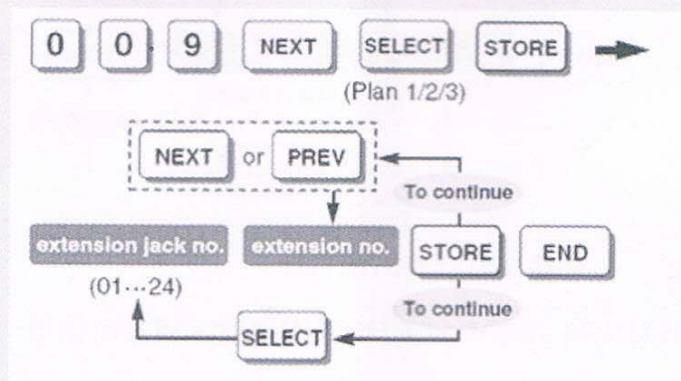 0 0 9 NEXT SELECT STORE
(Plan 1/2/3)
NEXT or PREV
To continue
extension jack no. extension no. STORE END
(01...24)
To continue
SELECT